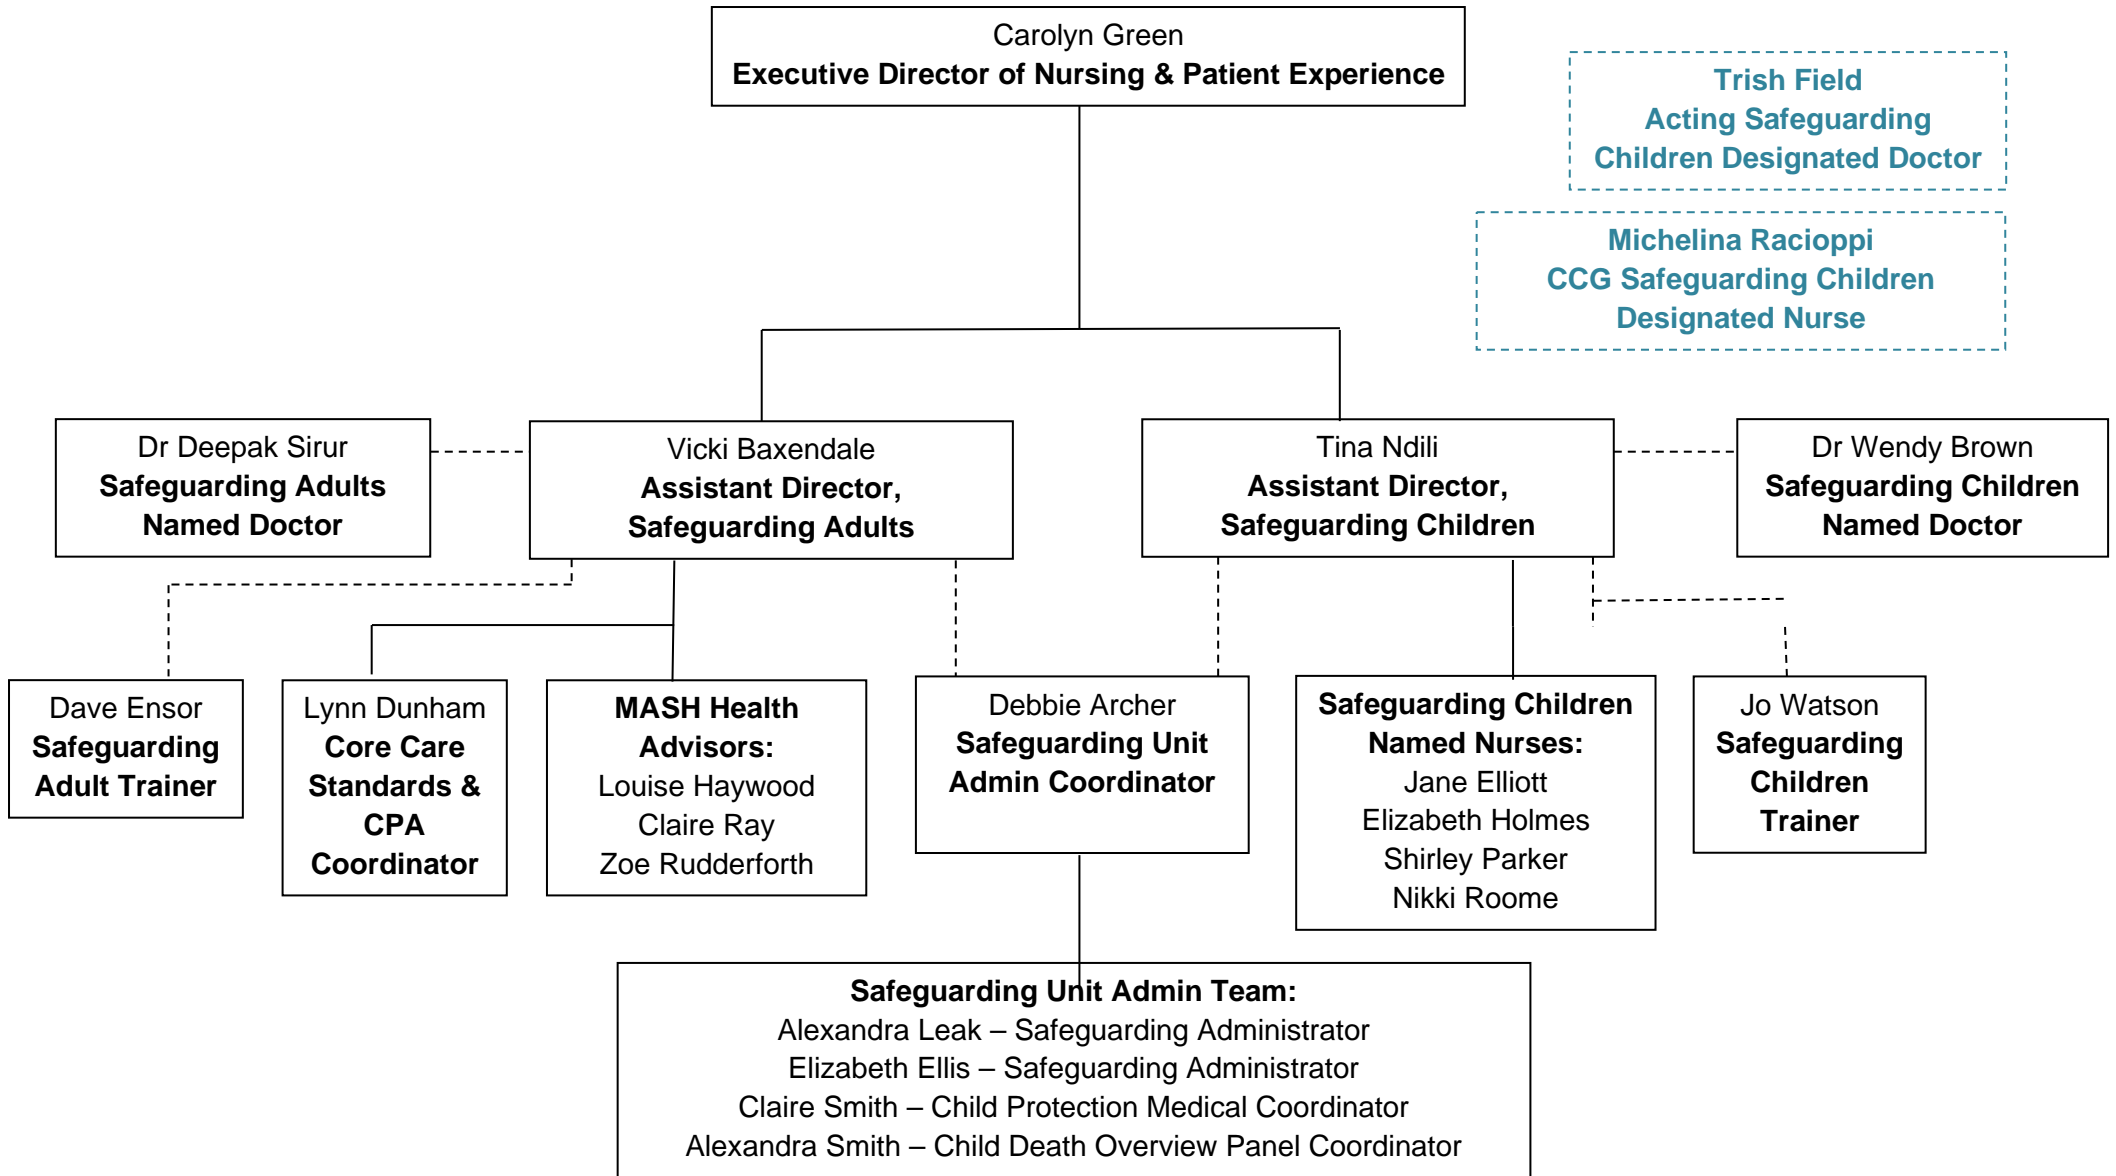 Carolyn Green
Executive Director of Nursing & Patient Experience
Trish Field
Acting Safeguarding
Children Designated Doctor
Michelina Racioppi
CCG Safeguarding Children
Designated Nurse
Dr Deepak Sirur
Safeguarding Adults
Named Doctor
Vicki Baxendale
Assistant Director,
Safeguarding Adults
Tina Ndili
Assistant Director,
Safeguarding Children
Dr Wendy Brown
Safeguarding Children
Named Doctor
Dave Ensor
Safeguarding
Adult Trainer
Lynn Dunham
Core Care
Standards &
CPA
Coordinator
MASH Health
Advisors:
Louise Haywood
Claire Ray
Zoe Rudderforth
Debbie Archer
Safeguarding Unit
Admin Coordinator
Safeguarding Children
Named Nurses:
Jane Elliott
Elizabeth Holmes
Shirley Parker
Nikki Roome
Jo Watson
Safeguarding
Children
Trainer
Safeguarding Unit Admin Team:
Alexandra Leak – Safeguarding Administrator
Elizabeth Ellis – Safeguarding Administrator
Claire Smith – Child Protection Medical Coordinator
Alexandra Smith – Child Death Overview Panel Coordinator